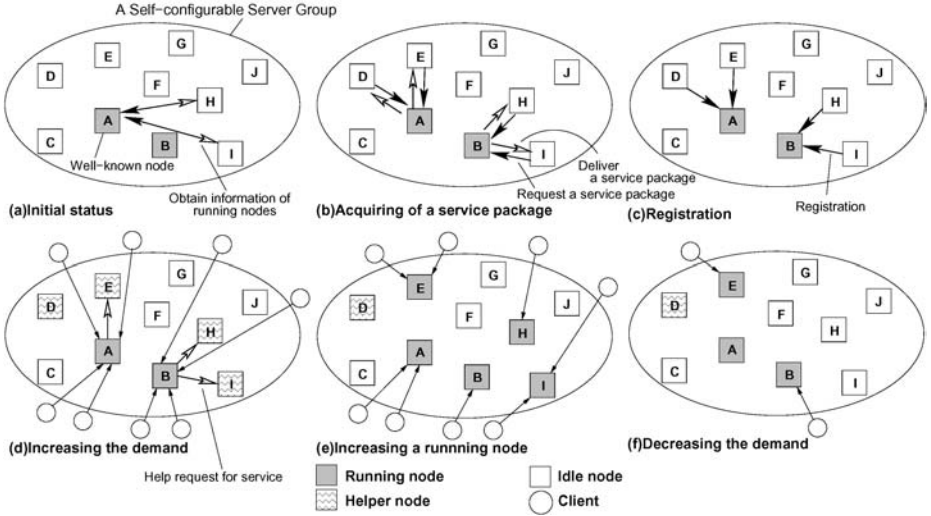 A Self-configurable Server Group
G
E
D
J
F
H
A
B
C
I
Well-known node
Obtain information of
running nodes
(a)Initial status
G
E
D
J
F
H
A
B
C
I
Deliver
a service package
Request a service package
(b)Acquiring of a service package
G
E
D
J
F
H
A
B
C
I
Registration
(c)Registration
G
E
D
J
F
H
A
B
C
I
(d)Increasing the demand
Help request for service
G
E
D
J
F
H
A
B
C
I
(e)Increasing a runnning node
G
E
D
J
F
H
A
B
C
I
(f)Decreasing the demand
Running node
Idle node
Helper node
Client